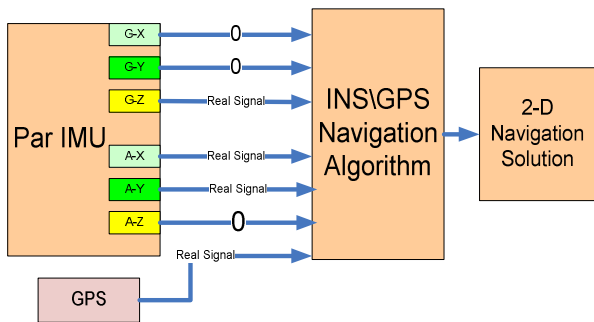 G-X
0
G-Y
0
G-Z
Real Signal
Par IMU
A-X
Real Signal
A-Y
Real Signal
A-Z
0
Real Signal
GPS
INS\GPS
Navigation
Algorithm
2-D
Navigation
Solution